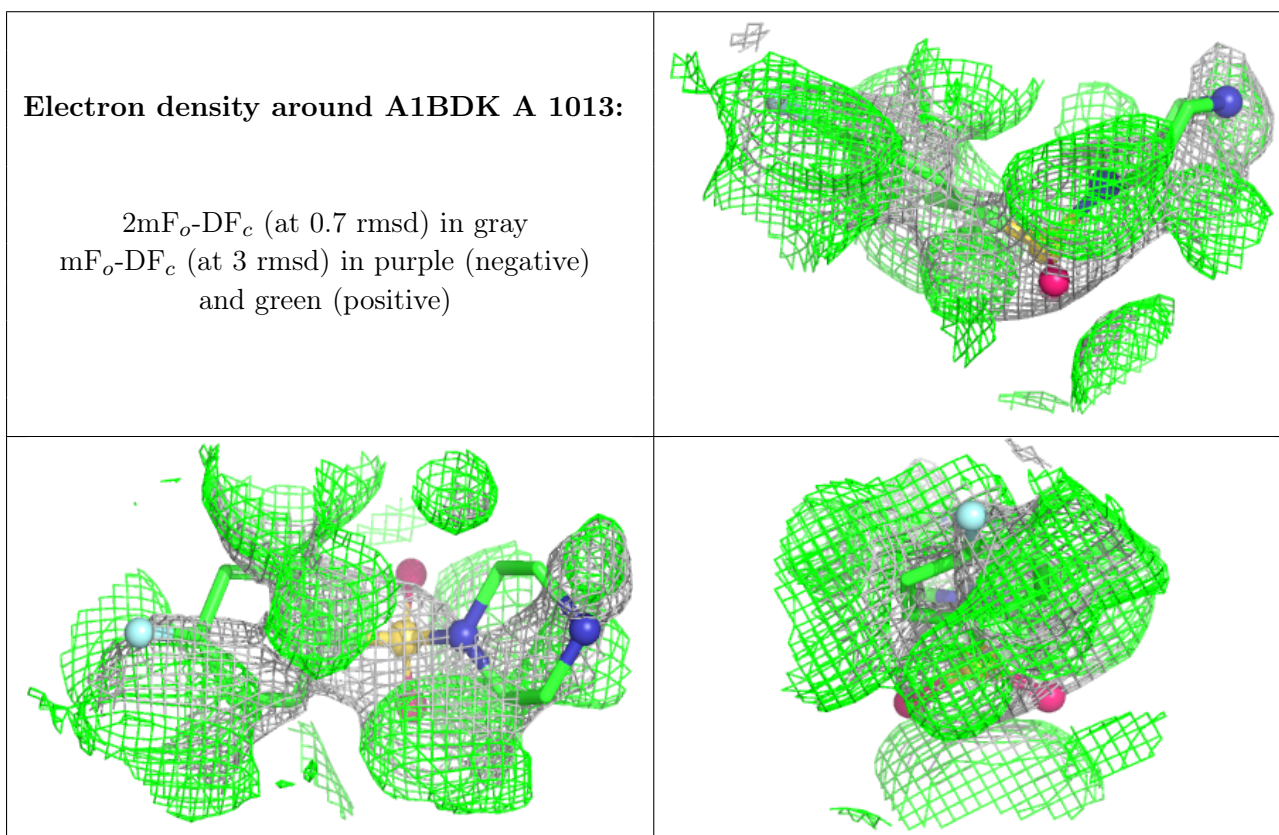 Electron density around A1BDK A 1013:
2mFo-DFc (at 0.7 rmsd) in gray
mFo-DFc (at 3 rmsd) in purple (negative)
and green (positive)